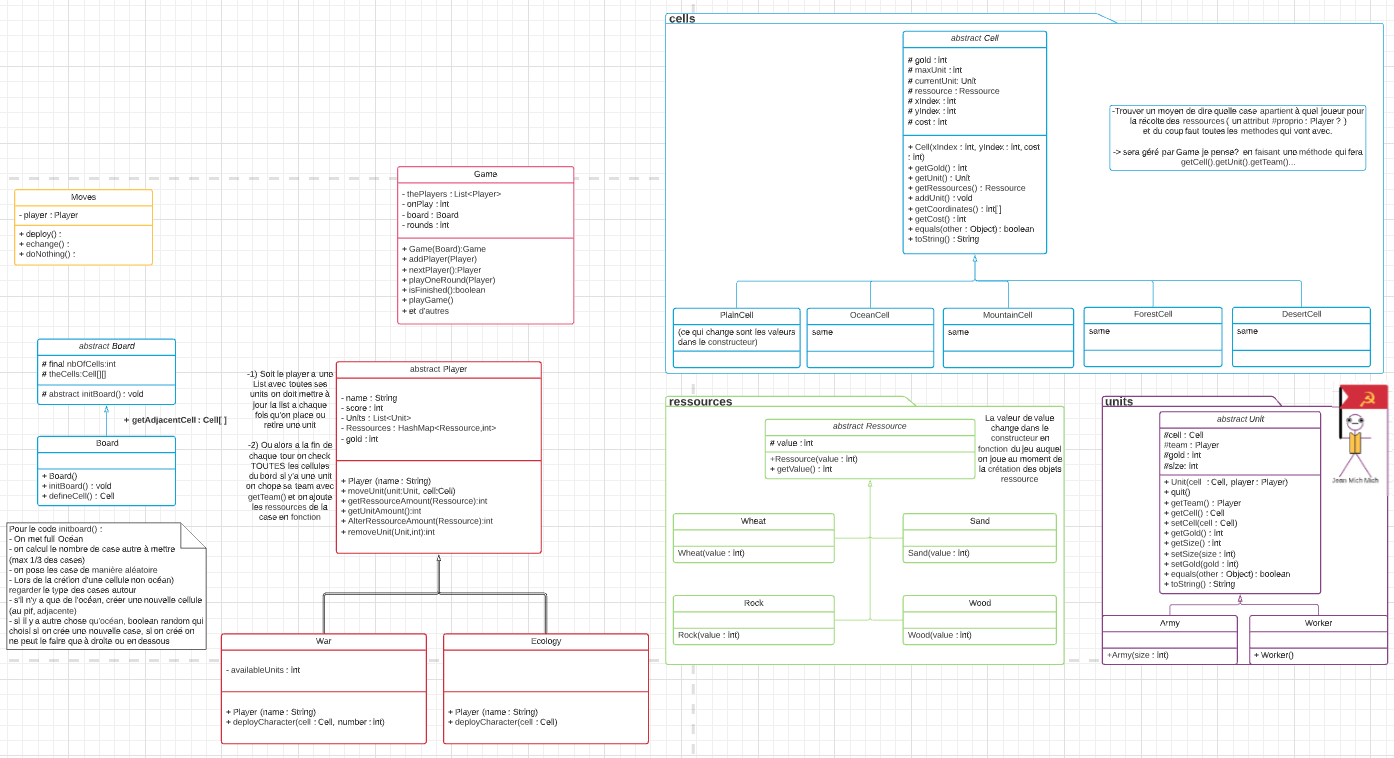 cells
abstract Cell
# gold : int
# maxUnit : int
# currentUnit: Unit
# ressource : Ressource
# xIndex : int
# yIndex : int
# cost : int
+ Cell(xIndex : int, yIndex : int, cost
: int)
+ getGold() : int
+ getUnit() : Unit
+ getRessources() : Ressource
+ addUnit() : void
+ getCoordinates() : int[ ]
+ getCost() : int
+ equals(other : Object) : boolean
+ toString() : String
-Trouver un moyen de dire quelle case apartient à quel joueur pour
la récolte des ressources ( un attribut #proprio : Player ? )
et du coup faut toutes les methodes qui vont avec.
-> sera géré par Game je pense? en faisant une méthode qui fera
getCell().getUnit().getTeam()...
PlainCell
(ce qui change sont les valeurs
dans le constructeur)
OceanCell
same
MountainCell
same
ForestCell
same
DesertCell
same
Moves
- player : Player
+ deploy() :
+ echange() :
+ doNothing() :
Game
- thePlayers : List<Player>
- onPlay : int
- board : Board
- rounds : int
+ Game(Board):Game
+ addPlayer(Player)
+ nextPlayer():Player
+ playOneRound(Player)
+ isFinished():boolean
+ playGame()
+ et d'autres
abstract Board
# final nbOfCells:int
# theCells:Cell[][]
# abstract initBoard() : void
+ getAdjacentCell : Cell[ ]
Board
+ Board()
+ initBoard() : void
+ defineCell() : Cell
Pour le code initboard() :
- On met full Océan
- on calcul le nombre de case autre à mettre
(max 1/3 des cases)
- on pose les case de manière aléatoire
- Lors de la crétion d'une cellule non océan)
regarder le type des cases autour
- s'il n'y a que de l'océan, créer une nouvelle cellule
(au pif, adjacente)
- si il y a autre chose qu'océan, boolean random qui
choisi si on crée une nouvelle case, si on créé on
ne peut le faire que à droite ou en dessous
-1) Soit le player a une
List avec toutes ses
units on doit mettre à
jour la list a chaque
fois qu'on place ou
retire une unit
-2) Ou alors a la fin de
chaque tour on check
TOUTES les cellules
du bord si y'a une unit
on chope sa team avec
getTeam() et on ajoute
les ressources de la
case en fonction
abstract Player
- name : String
- score : int
- Units : List<Unit>
- Ressources : HashMap<Ressource,int>
- gold : int
+ Player (name : String)
+ moveUnit(unit:Unit, cell:Cell)
+ getRessourceAmount(Ressource):int
+ getUnitAmount():int
+ AlterRessourceAmount(Ressource):int
+ removeUnit(Unit,int):int
War
- availableUnits : int
+ Player (name : String)
+ deployCharacter(cell : Cell, number : int)
Ecology
+ Player (name : String)
+ deployCharacter(cell : Cell)
ressources
abstract Ressource
# value : int
+Ressource(value : int)
+ getValue() : int
La valeur de value
change dans le
constructeur en
fonction du jeu auquel
on joue au moment de
la crétation des objets
ressource
Wheat
Wheat(value : int)
Sand
Sand(value : int)
Rock
Rock(value : int)
Wood
Wood(value : int)
units
abstract Unit
#cell : Cell
#team : Player
#gold : int
#size: int
+ Unit(cell : Cell, player : Player)
+ quit()
+ getTeam() : Player
+ getCell() : Cell
+ setCell(cell : Cell)
+ getGold() : int
+ getSize() : int
+ setSize(size : int)
+ setGold(gold : int)
+ equals(other : Object) : boolean
+ toString() : String
Jean Mich Mich
Army
+Army(size : int)
Worker
+ Worker()